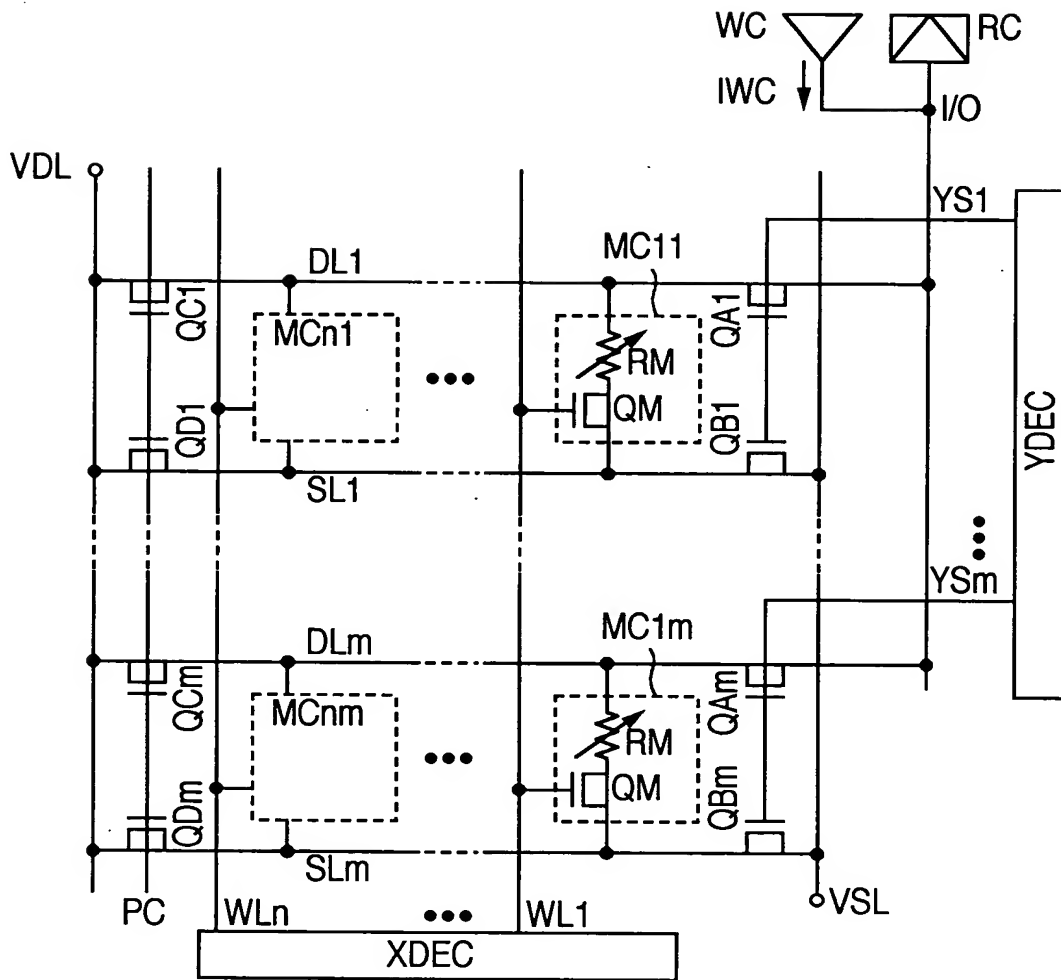 WC
RC
IWC
I/O
VDL
YS1
DL1
MC11
QC1
MCn1
RM
QA1
QM
QD1
QB1
SL1
YDEC
YSm
DLm
MC1m
QCm
MCnm
RM
QAm
QM
QDm
QBm
SLm
PC
WLn
WL1
VSL
XDEC